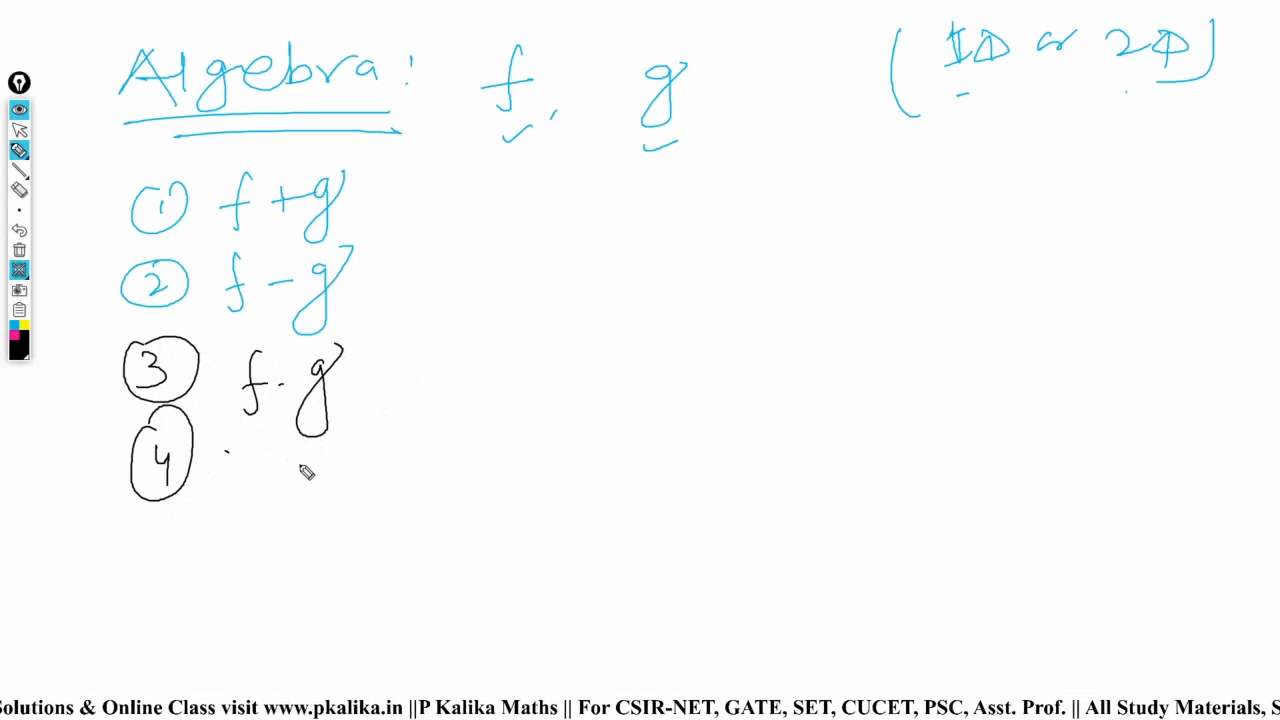 Algebra: f, g (1D or 2D)
① f + g
② f - g
③ f . g
④ .
Solutions & Online Class visit www.pkalika.in ||P Kalika Maths || For CSIR-NET, GATE, SET, CUCET, PSC, Asst. Prof. || All Study Materials, S